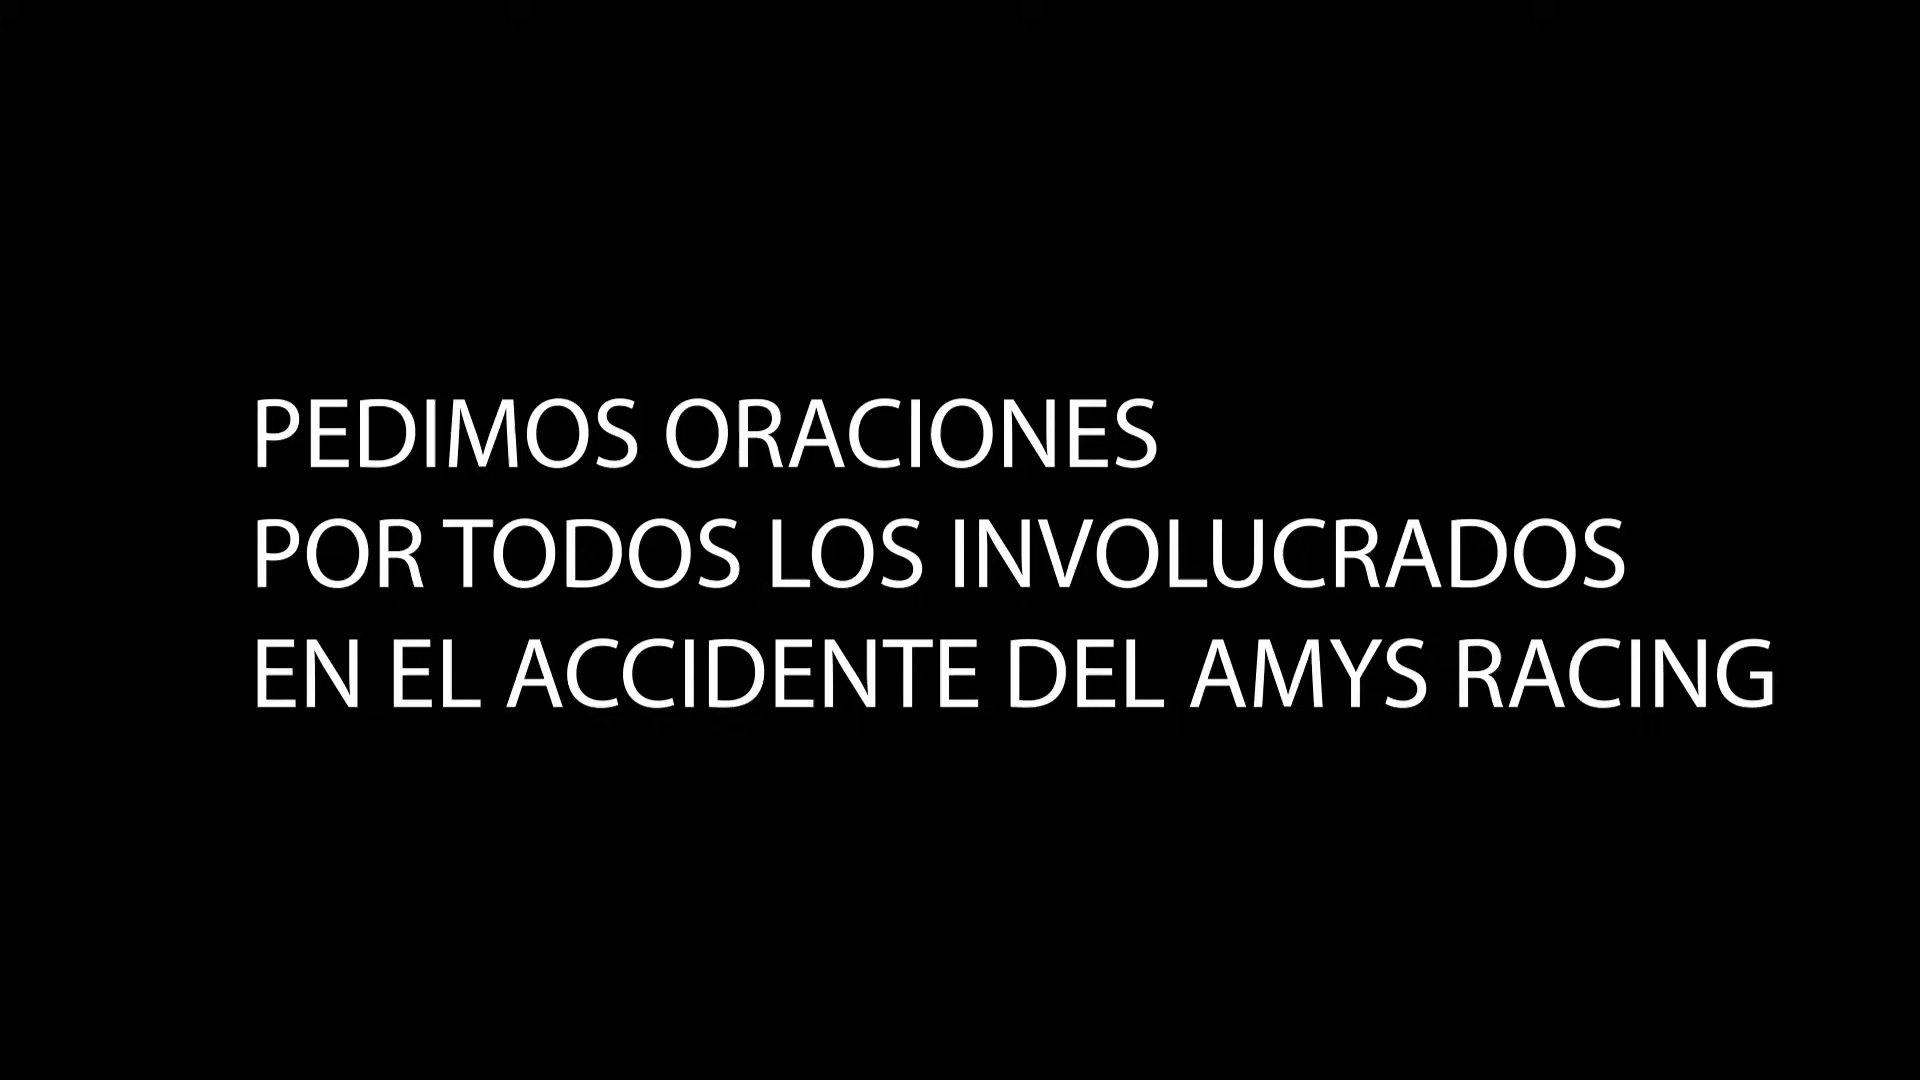 PEDIMOS ORACIONES
POR TODOS LOS INVOLUCRADOS
EN EL ACCIDENTE DEL AMYS RACING